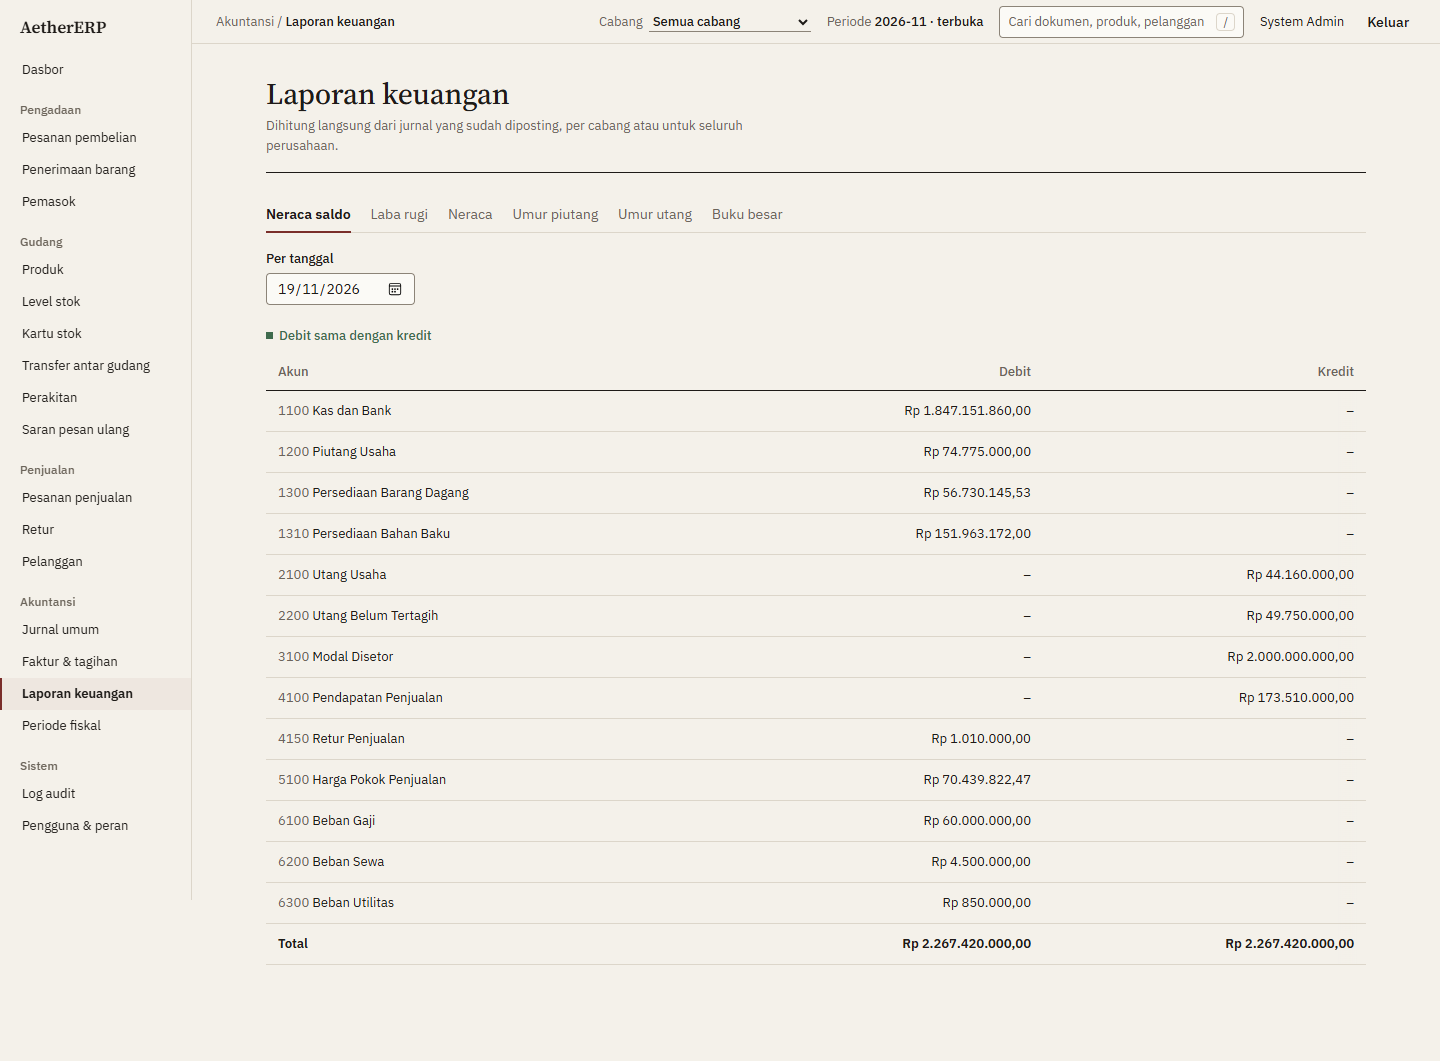 AetherERP
Dasbor
Pengadaan
Pesanan pembelian
Penerimaan barang
Pemasok
Gudang
Produk
Level stok
Kartu stok
Transfer antar gudang
Perakitan
Saran pesan ulang
Penjualan
Pesanan penjualan
Retur
Pelanggan
Akuntansi
Jurnal umum
Faktur & tagihan
Laporan keuangan
Periode fiskal
Sistem
Log audit
Pengguna & peran
Akuntansi / Laporan keuangan Cabang Semua cabang Periode 2026-11 · terbuka Cari dokumen, produk, pelanggan / System Admin Keluar
Laporan keuangan
Dihitung langsung dari jurnal yang sudah diposting, per cabang atau untuk seluruh
perusahaan.
Neraca saldo Laba rugi Neraca Umur piutang Umur utang Buku besar
Per tanggal
19/11/2026
Debit sama dengan kredit
Akun Debit Kredit
1100 Kas dan Bank Rp 1.847.151.860,00 –
1200 Piutang Usaha Rp 74.775.000,00 –
1300 Persediaan Barang Dagang Rp 56.730.145,53 –
1310 Persediaan Bahan Baku Rp 151.963.172,00 –
2100 Utang Usaha – Rp 44.160.000,00
2200 Utang Belum Tertagih – Rp 49.750.000,00
3100 Modal Disetor – Rp 2.000.000.000,00
4100 Pendapatan Penjualan – Rp 173.510.000,00
4150 Retur Penjualan Rp 1.010.000,00 –
5100 Harga Pokok Penjualan Rp 70.439.822,47 –
6100 Beban Gaji Rp 60.000.000,00 –
6200 Beban Sewa Rp 4.500.000,00 –
6300 Beban Utilitas Rp 850.000,00 –
Total Rp 2.267.420.000,00 Rp 2.267.420.000,00